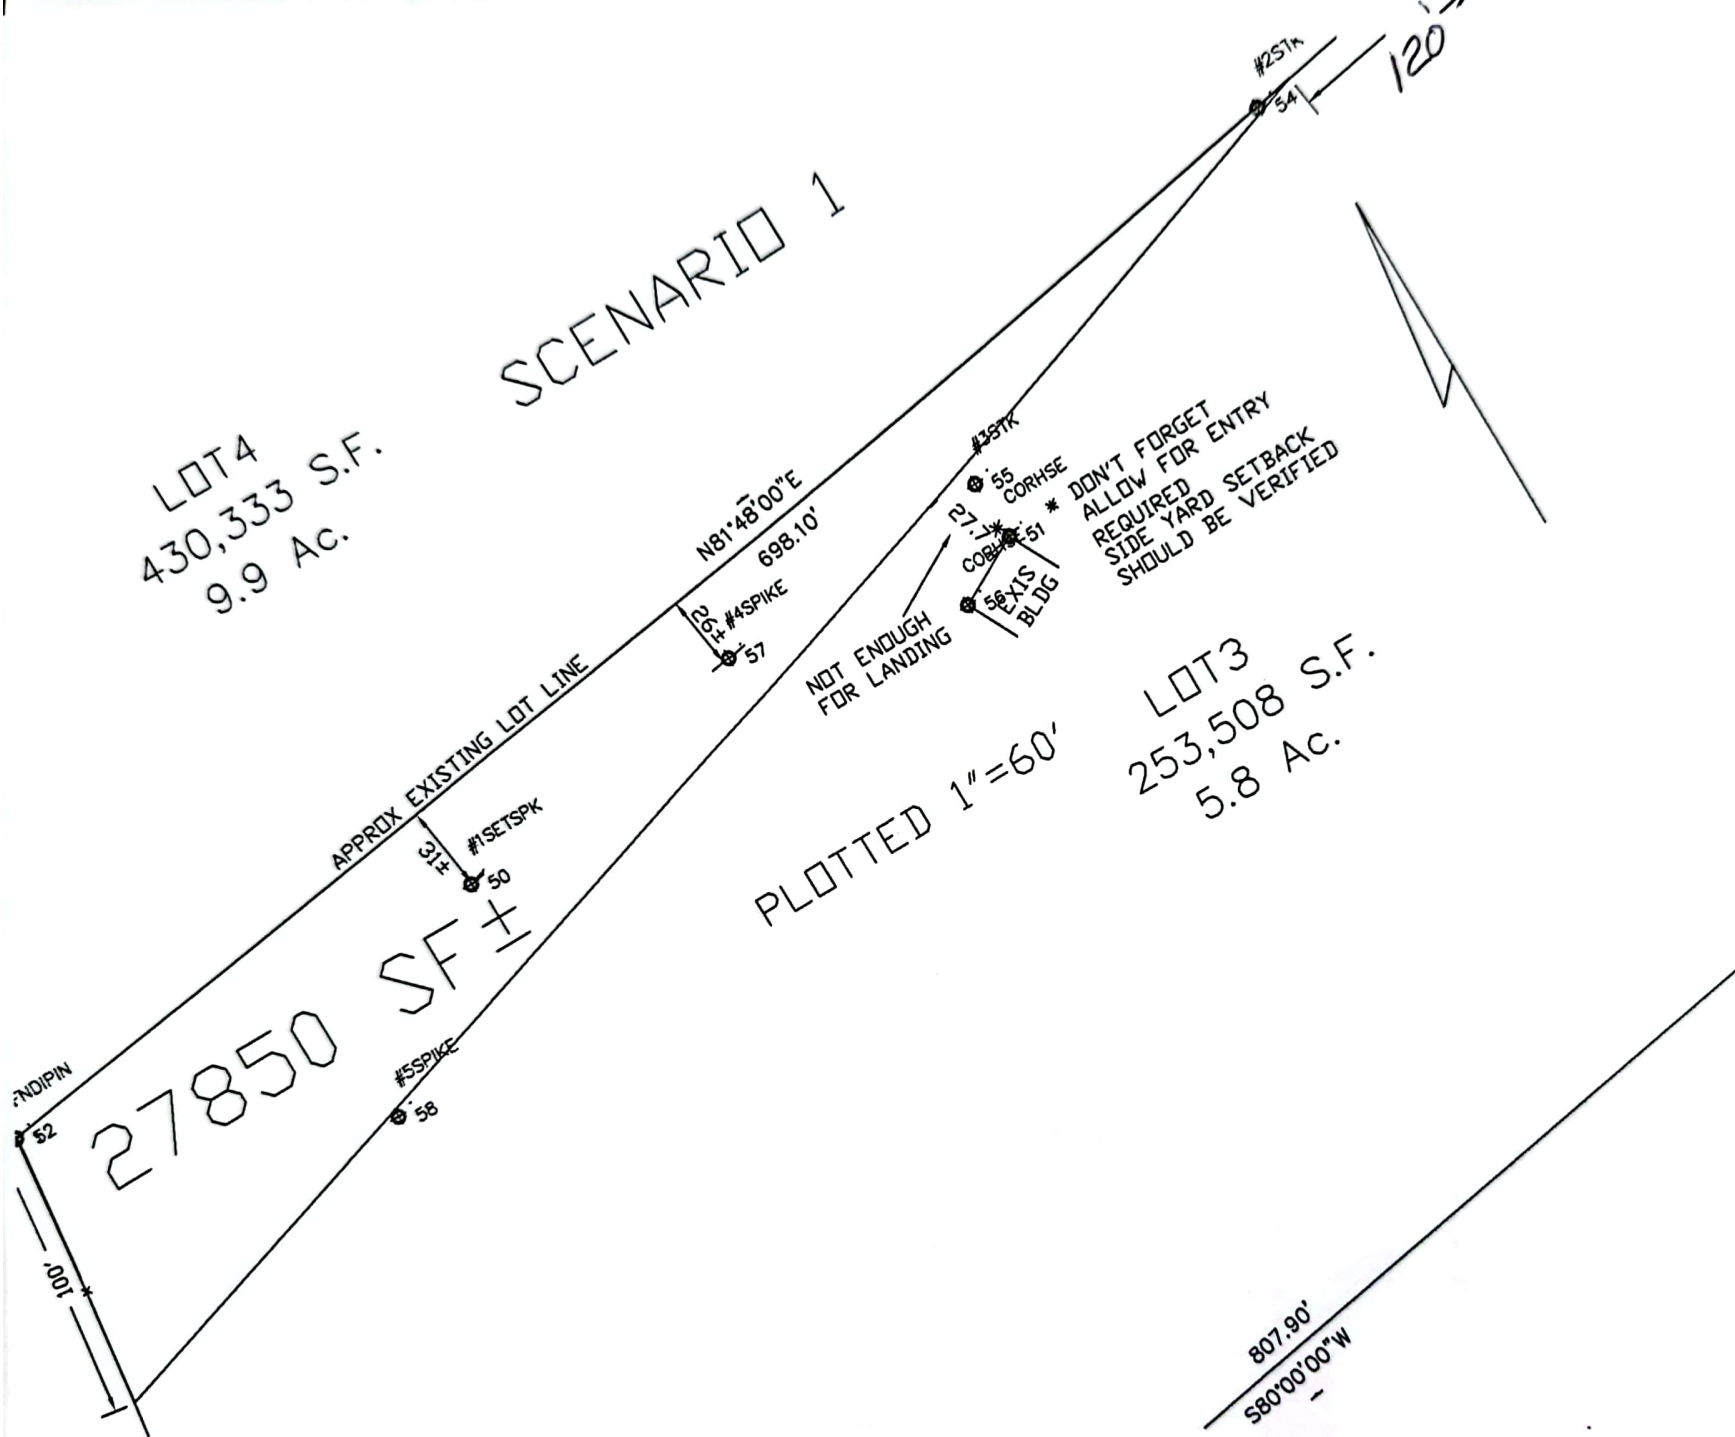 #2STK
54
120'
SCENARIO 1
LOT4
430,333 S.F.
9.9 Ac.
#3STK
55
CORHSE
* DON'T FORGET
ALLOW FOR ENTRY
REQUIRED
SIDE YARD SETBACK
SHOULD BE VERIFIED
N81°48'00"E
698.10'
27.7
*
51
CORHSE
56
EXIS
BLDG
#4SPIKE
26±
57
NOT ENOUGH
FOR LANDING
LOT3
253,508 S.F.
5.8 Ac.
APPROX EXISTING LOT LINE
PLOTTED 1"=60'
#1SETSPK
31±
50
27850 SF±
#5SPIKE
58
FNDIPIN
52
100'
807.90'
S80°00'00"W